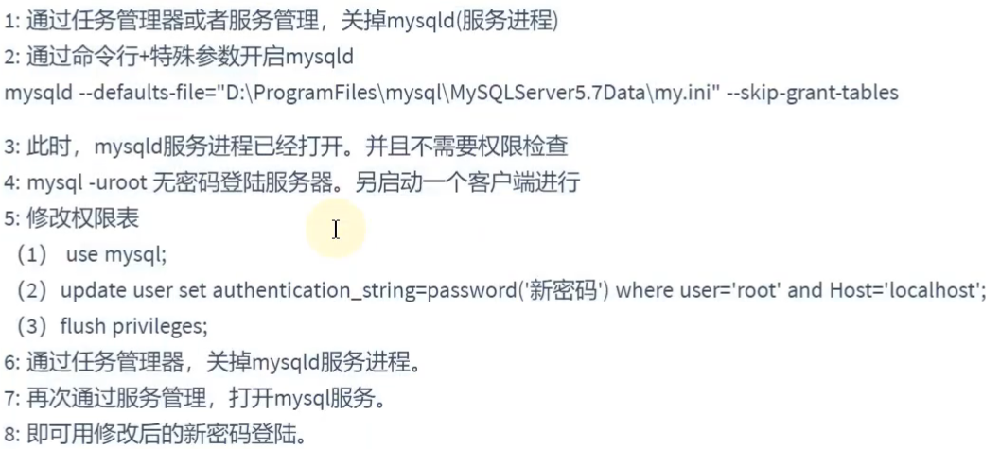 1: 通过任务管理器或者服务管理，关掉mysqld(服务进程)
2: 通过命令行+特殊参数开启mysqld
mysqld --defaults-file="D:\ProgramFiles\mysql\MySQLServer5.7Data\my.ini" --skip-grant-tables
3: 此时，mysqld服务进程已经打开。并且不需要权限检查
4: mysql -uroot 无密码登陆服务器。另启动一个客户端进行
5: 修改权限表
（1） use mysql;
（2）update user set authentication_string=password('新密码') where user='root' and Host='localhost';
（3）flush privileges;
6: 通过任务管理器，关掉mysqld服务进程。
7: 再次通过服务管理，打开mysql服务。
8: 即可用修改后的新密码登陆。